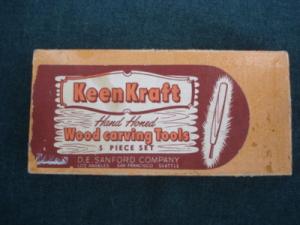 KeenKraft
Hand Honed
Wood carving Tools
5 PIECE SET
D.E. SANFORD COMPANY
LOS ANGELES SAN FRANCISCO SEATTLE